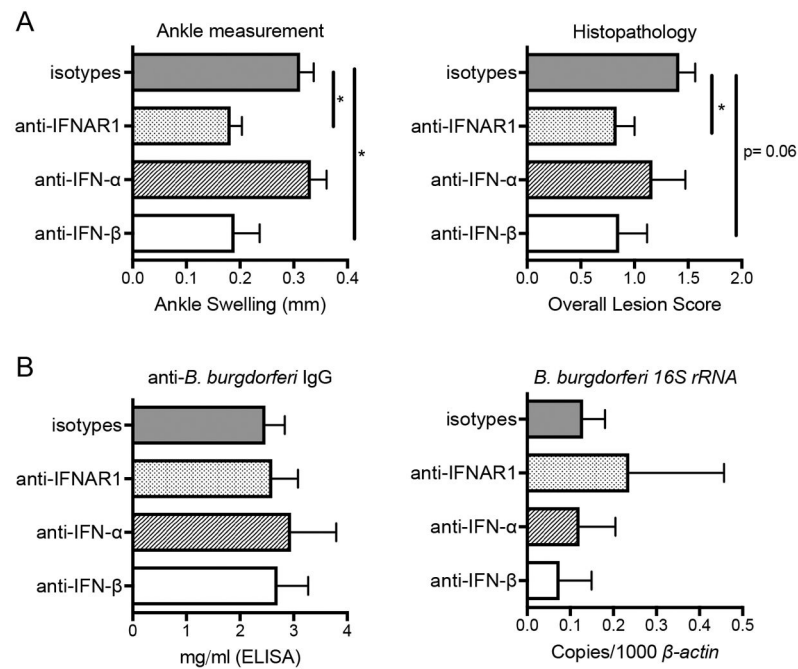 A
Ankle measurement
isotypes
anti-IFNAR1
anti-IFN-α
anti-IFN-β
*
*
0.0 0.1 0.2 0.3 0.4
Ankle Swelling (mm)
Histopathology
isotypes
anti-IFNAR1
anti-IFN-α
anti-IFN-β
*
p= 0.06
0.0 0.5 1.0 1.5 2.0
Overall Lesion Score
B
anti-B. burgdorferi IgG
isotypes
anti-IFNAR1
anti-IFN-α
anti-IFN-β
0 1 2 3 4
mg/ml (ELISA)
B. burgdorferi 16S rRNA
isotypes
anti-IFNAR1
anti-IFN-α
anti-IFN-β
0.0 0.1 0.2 0.3 0.4 0.5
Copies/1000 β-actin